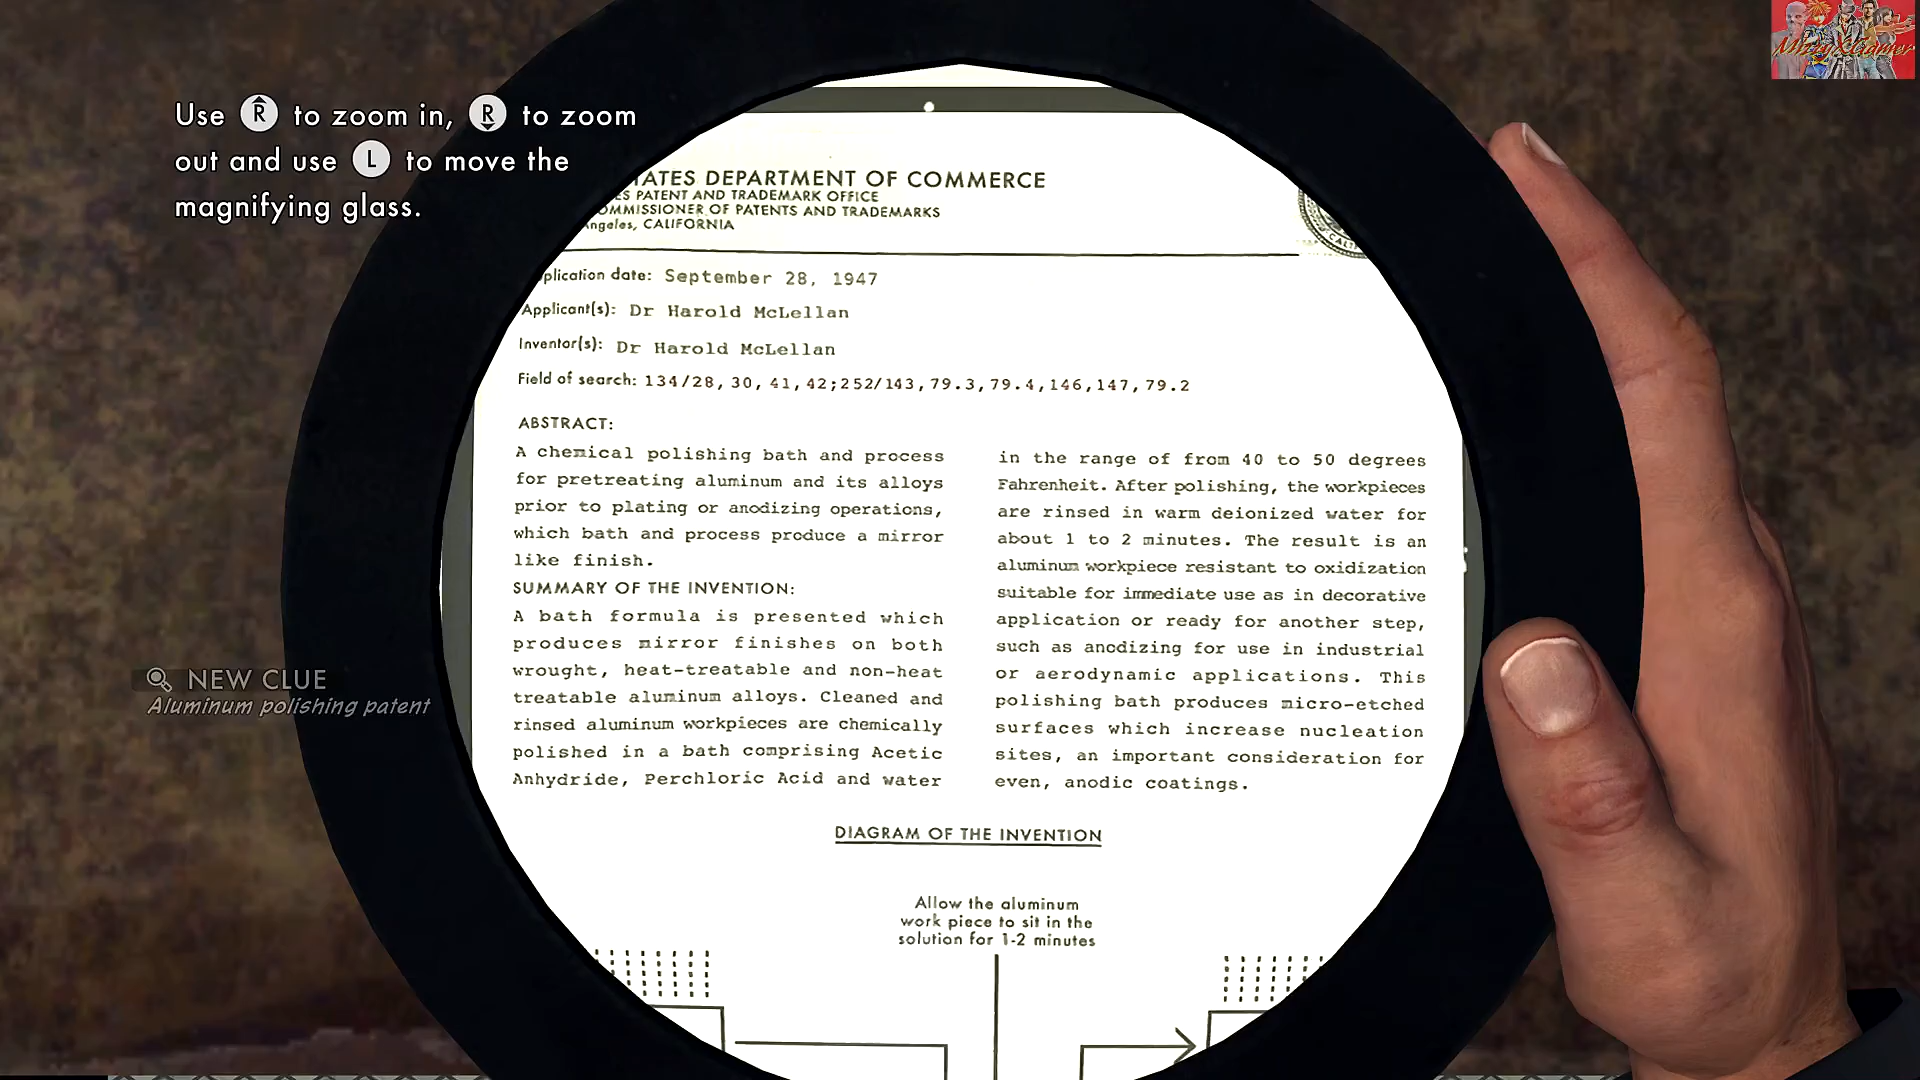 Use R to zoom in, R to zoom
out and use L to move the
magnifying glass.
DEPARTMENT OF COMMERCE
PATENT AND TRADEMARK OFFICE
OF PATENTS AND TRADEMARKS
CALIFORNIA
date: September 28, 1947
Applicant(s): Dr Harold McLellan
Inventor(s): Dr Harold McLellan
Field of search: 134/28, 30, 41, 42;252/143, 79.3, 79.4, 146, 147, 79.2
ABSTRACT:
A chemical polishing bath and process
for pretreating aluminum and its alloys
prior to plating or anodizing operations,
which bath and process produce a mirror
like finish.
SUMMARY OF THE INVENTION:
A bath formula is presented which
produces mirror finishes on both
wrought, heat-treatable and non-heat
treatable aluminum alloys. Cleaned and
rinsed aluminum workpieces are chemically
polished in a bath comprising Acetic
Anhydride, Perchloric Acid and water
in the range of from 40 to 50 degrees
Fahrenheit. After polishing, the workpieces
are rinsed in warm deionized water for
about 1 to 2 minutes. The result is an
aluminum workpiece resistant to oxidization
suitable for immediate use as in decorative
application or ready for another step,
such as anodizing for use in industrial
or aerodynamic applications. This
polishing bath produces micro-etched
surfaces which increase nucleation
sites, an important consideration for
even, anodic coatings.
DIAGRAM OF THE INVENTION
Allow the aluminum
work piece to sit in the
solution for 1-2 minutes
NEW CLUE
Aluminum polishing patent